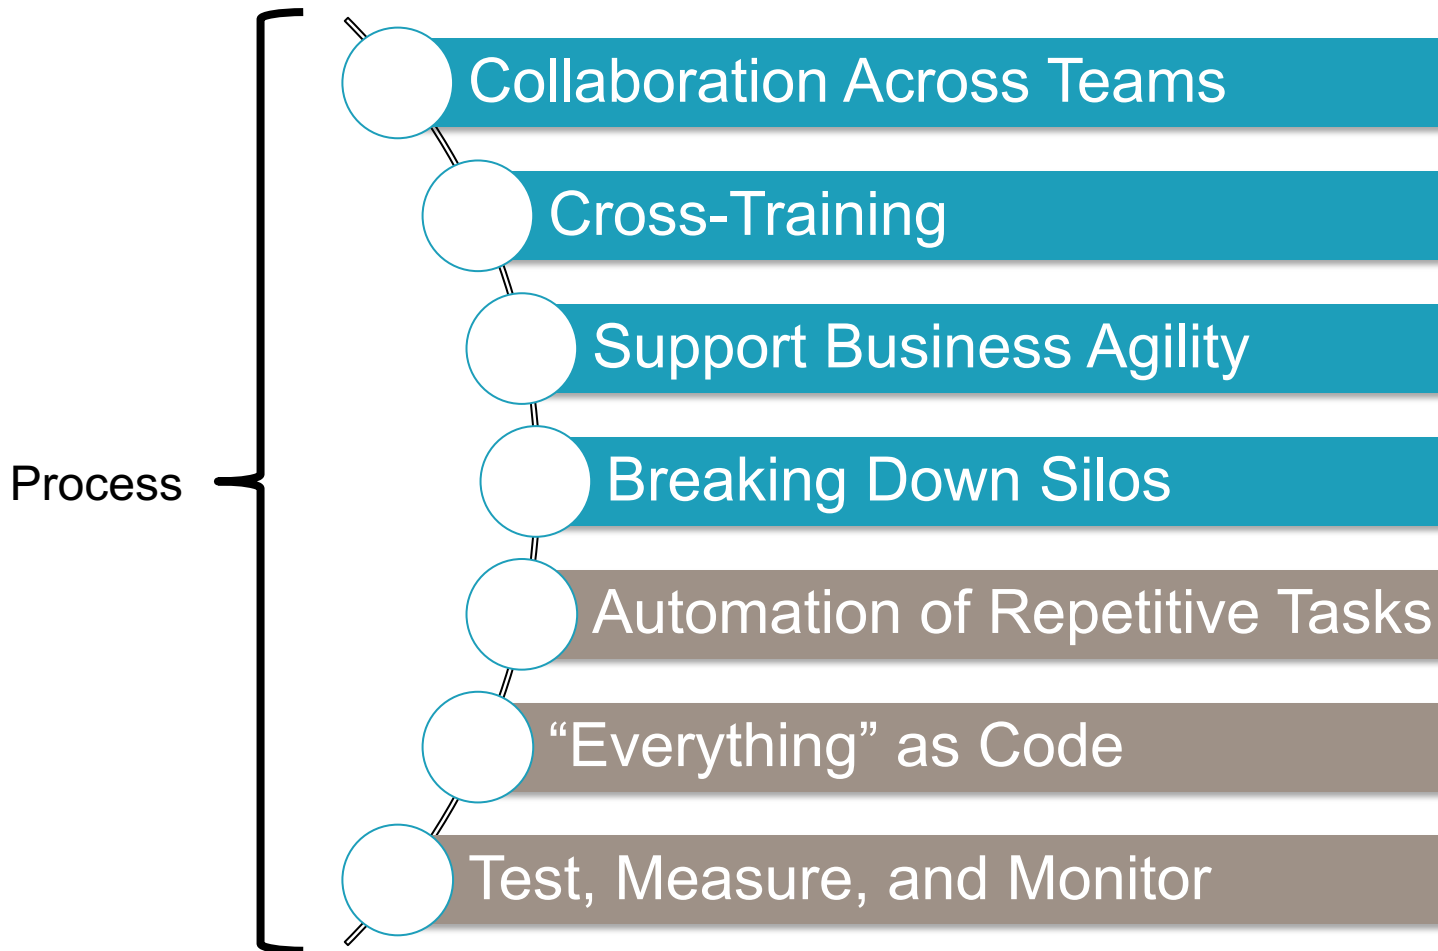 Collaboration Across Teams
Cross-Training
Support Business Agility
Process
Breaking Down Silos
Automation of Repetitive Tasks
“Everything” as Code
Test, Measure, and Monitor